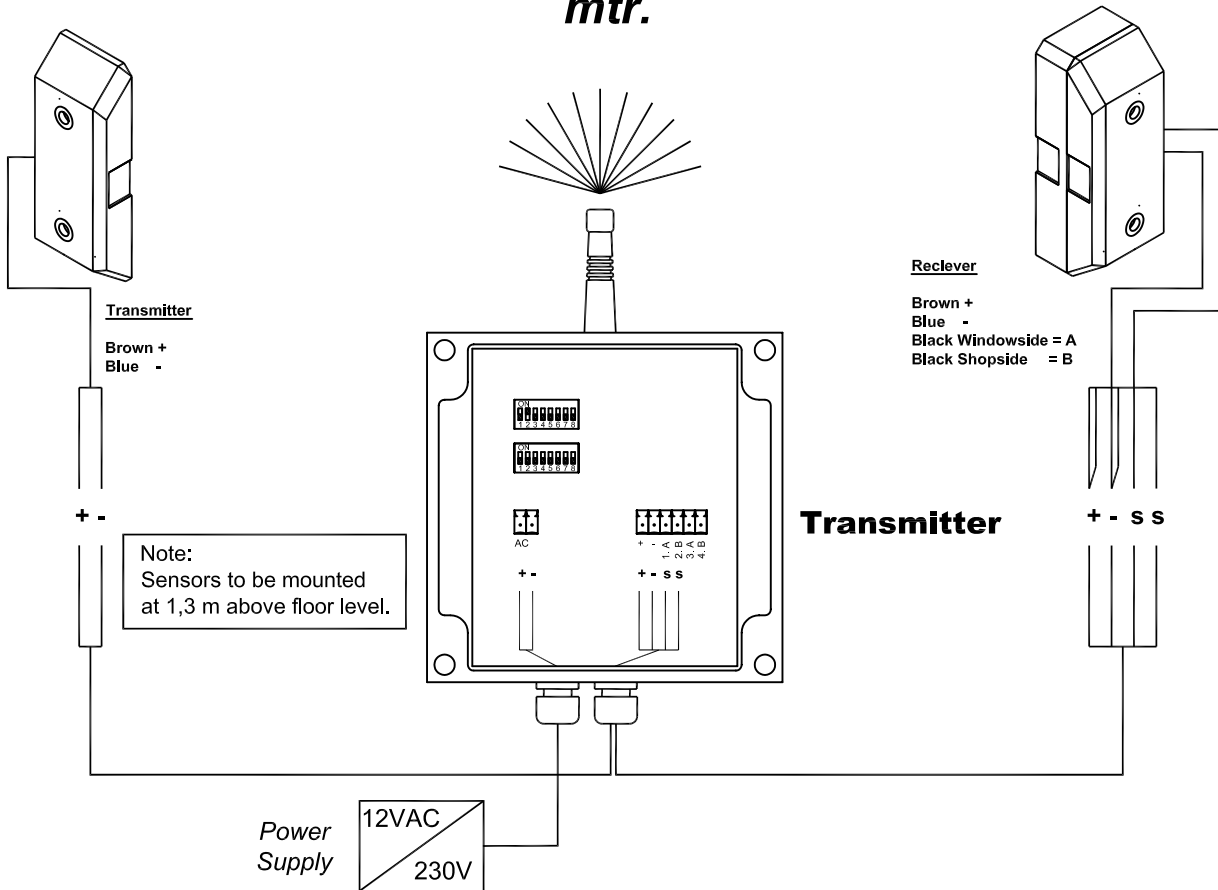 mtr.
Transmitter
Brown +
Blue -
Reclever
Brown +
Blue -
Black Windowside = A
Black Shopside = B
ON
1 2 3 4 5 6 7 8
ON
1 2 3 4 5 6 7 8
AC
+ -
+ - 1. A 2. B 3. A 4. B
+ - s s
Transmitter
+ -
+ - s s
Note:
Sensors to be mounted
at 1,3 m above floor level.
Power
Supply
12VAC
230V